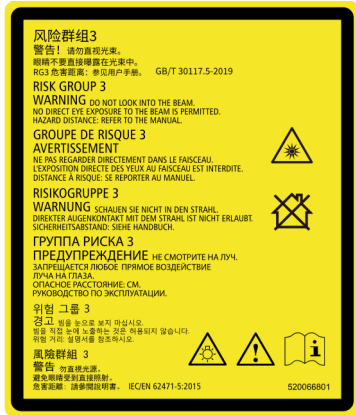 风险群组3
警告！请勿直视光束。
眼睛不要直接曝露在光束中。
RG3 危害距离：参见用户手册。 GB/T 30117.5-2019
RISK GROUP 3
WARNING DO NOT LOOK INTO THE BEAM.
NO DIRECT EYE EXPOSURE TO THE BEAM IS PERMITTED.
HAZARD DISTANCE: REFER TO THE MANUAL.
GROUPE DE RISQUE 3
AVERTISSEMENT
NE PAS REGARDER DIRECTEMENT DANS LE FAISCEAU.
L'EXPOSITION DIRECTE DES YEUX AU FAISCEAU EST INTERDITE.
DISTANCE À RISQUE: SE REPORTER AU MANUEL.
RISIKOGRUPPE 3
WARNUNG SCHAUEN SIE NICHT IN DEN STRAHL.
DIREKTER AUGENKONTAKT MIT DEM STRAHL IST NICHT ERLAUBT.
SICHERHEITSABSTAND: SIEHE HANDBUCH.
ГРУППА РИСКА 3
ПРЕДУПРЕЖДЕНИЕ НЕ СМОТРИТЕ НА ЛУЧ.
ЗАПРЕЩАЕТСЯ ЛЮБОЕ ПРЯМОЕ ВОЗДЕЙСТВИЕ
ЛУЧА НА ГЛАЗА.
ОПАСНОЕ РАССТОЯНИЕ: СМ.
РУКОВОДСТВО ПО ЭКСПЛУАТАЦИИ.
위험 그룹 3
경고 빔을 눈으로 보지 마십시오.
빔을 직접 눈에 노출하는 것은 허용되지 않습니다.
위험 거리: 설명서를 참조하십시오.
風險群組 3
警告 勿直視光源。
避免眼睛受到直接照射。
危害距離：請參閱說明書。 IEC/EN 62471-5:2015
520066801